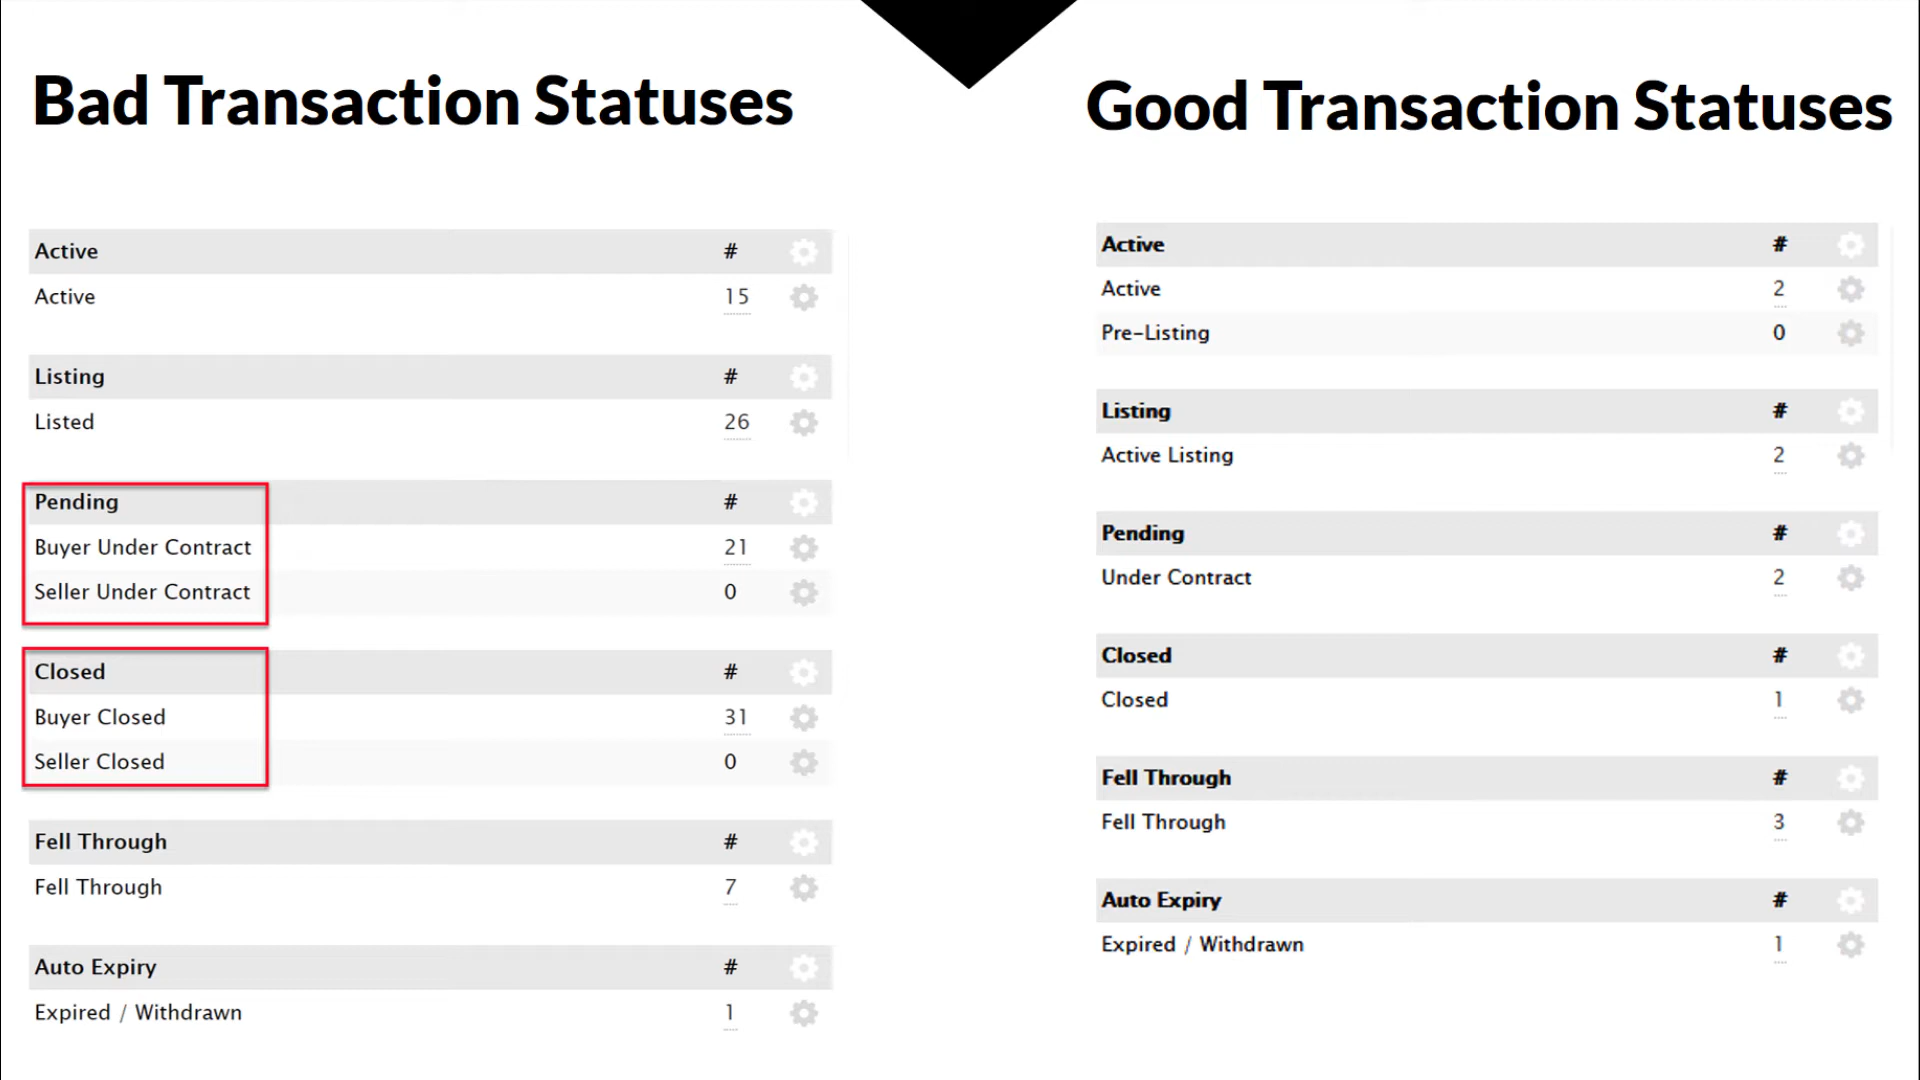 Bad Transaction Statuses
Active #
Active 15
Listing #
Listed 26
Pending #
Buyer Under Contract 21
Seller Under Contract 0
Closed #
Buyer Closed 31
Seller Closed 0
Fell Through #
Fell Through 7
Auto Expiry #
Expired / Withdrawn 1
Good Transaction Statuses
Active #
Active 2
Pre-Listing 0
Listing #
Active Listing 2
Pending #
Under Contract 2
Closed #
Closed 1
Fell Through #
Fell Through 3
Auto Expiry #
Expired / Withdrawn 1